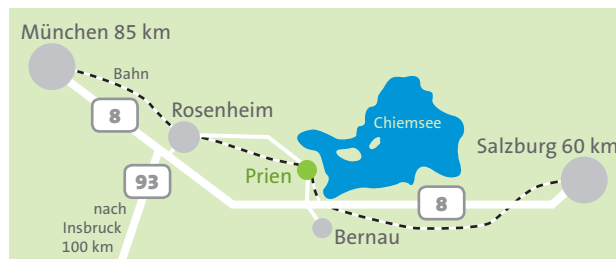 München 85 km
Bahn
8
Rosenheim
Chiemsee
Salzburg 60 km
93
Prien
8
nach
Insbruck
100 km
Bernau